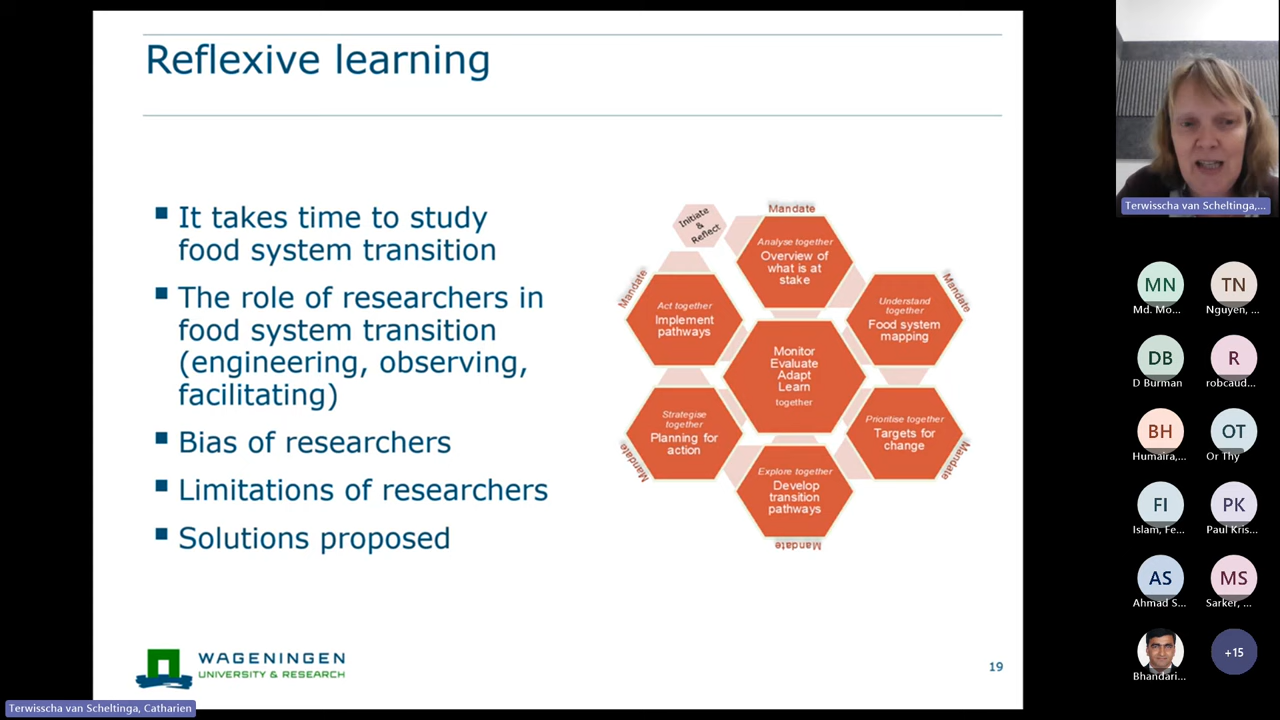 Reflexive learning
It takes time to study
food system transition
The role of researchers in
food system transition
(engineering, observing,
facilitating)
Bias of researchers
Limitations of researchers
Solutions proposed
Initiate
&
Reflect
Mandate
Analyse together
Overview of
what is at
stake
Mandate
Understand
together
Food system
mapping
Mandate
Prioritise together
Targets for
change
Mandate
Explore together
Develop
transition
pathways
Mandate
Strategise
together
Planning for
action
Mandate
Act together
Implement
pathways
Monitor
Evaluate
Adapt
Learn
together
WAGENINGEN
UNIVERSITY & RESEARCH
19
Terwisscha van Scheltinga, Catharien
Terwisscha van Scheltinga,...
MN
Md. Mo...
TN
Nguyen, ...
DB
D Burman
R
robcaud...
BH
Humaira,...
OT
Or Thy
FI
Islam, Fe...
PK
Paul Kris...
AS
Ahmad S...
MS
Sarker, ...
Bhandari...
+15